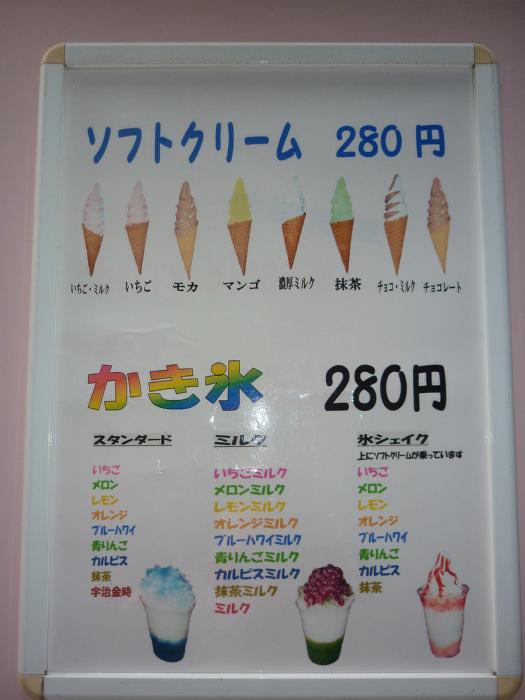 ソフトクリーム 280円
いちご・ミルク いちご モカ マンゴ 濃厚ミルク 抹茶 チョコ・ミルク チョコレート
かき氷 280円
スタンダード
いちご
メロン
レモン
オレンジ
ブルーハワイ
青りんご
カルピス
抹茶
宇治金時
ミルク
いちごミルク
メロンミルク
レモンミルク
オレンジミルク
ブルーハワイミルク
青りんごミルク
カルピスミルク
抹茶ミルク
ミルク
氷シェイク
上にソフトクリームが乗っています
いちご
メロン
レモン
オレンジ
ブルーハワイ
青りんご
カルピス
抹茶